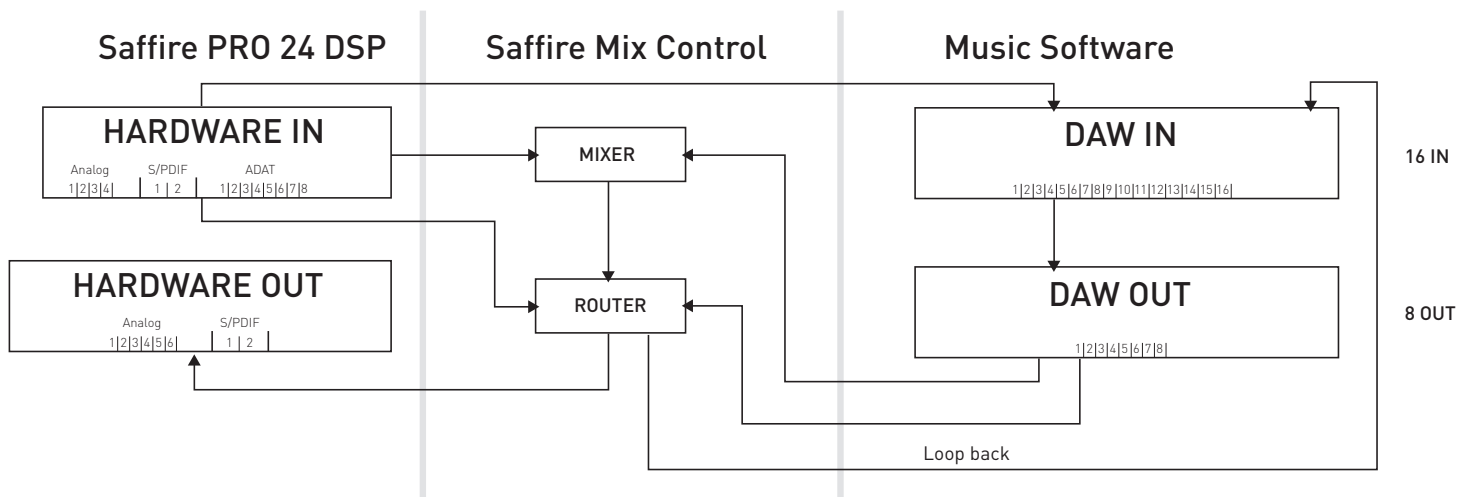 Saffire PRO 24 DSP
Saffire Mix Control
Music Software
HARDWARE IN
Analog
S/PDIF
ADAT
1|2|3|4|
1 | 2
1|2|3|4|5|6|7|8
MIXER
DAW IN
1|2|3|4|5|6|7|8|9|10|11|12|13|14|15|16|
16 IN
HARDWARE OUT
Analog
S/PDIF
1|2|3|4|5|6|
1 | 2
ROUTER
DAW OUT
1|2|3|4|5|6|7|8|
8 OUT
Loop back